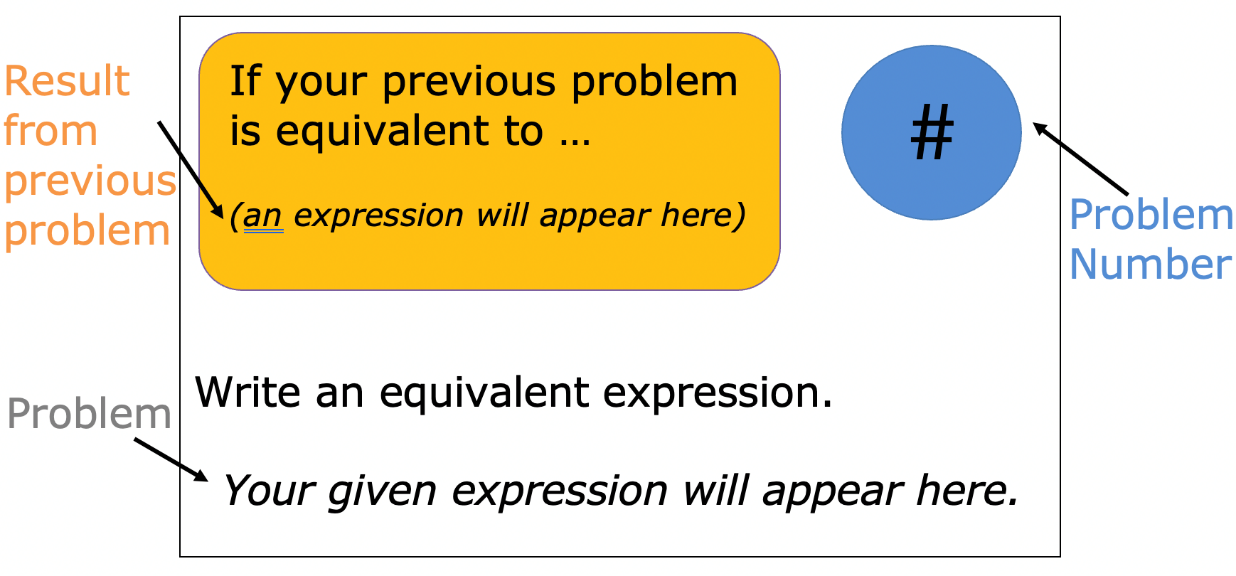 Result
from
previous
problem
If your previous problem
is equivalent to …
(an expression will appear here)
#
Problem
Number
Problem
Write an equivalent expression.
Your given expression will appear here.